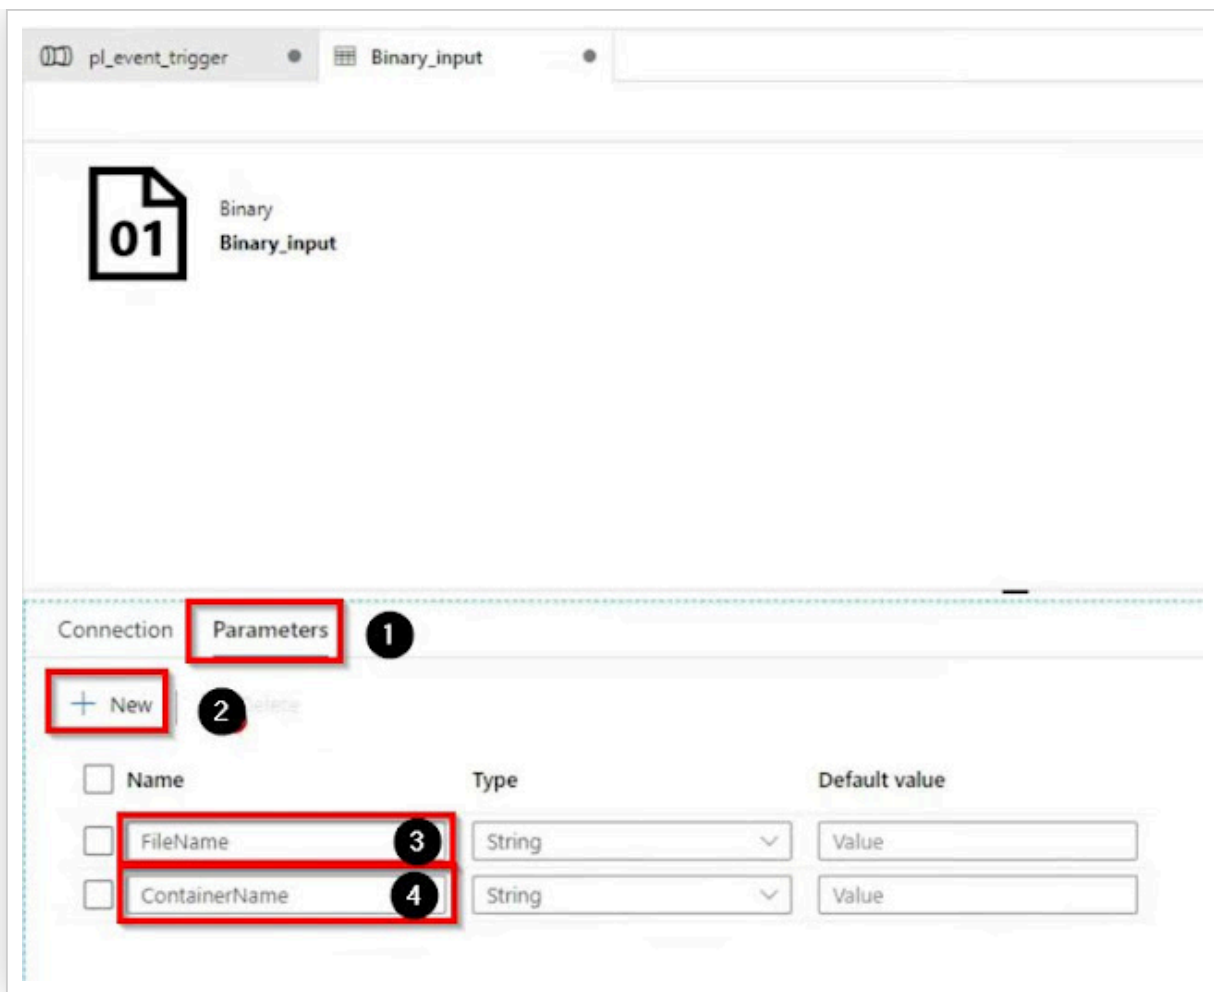 pl_event_trigger Binary_input
01
Binary
Binary_input
Connection Parameters 1
+ New 2
Name Type Default value
FileName 3 String Value
ContainerName 4 String Value